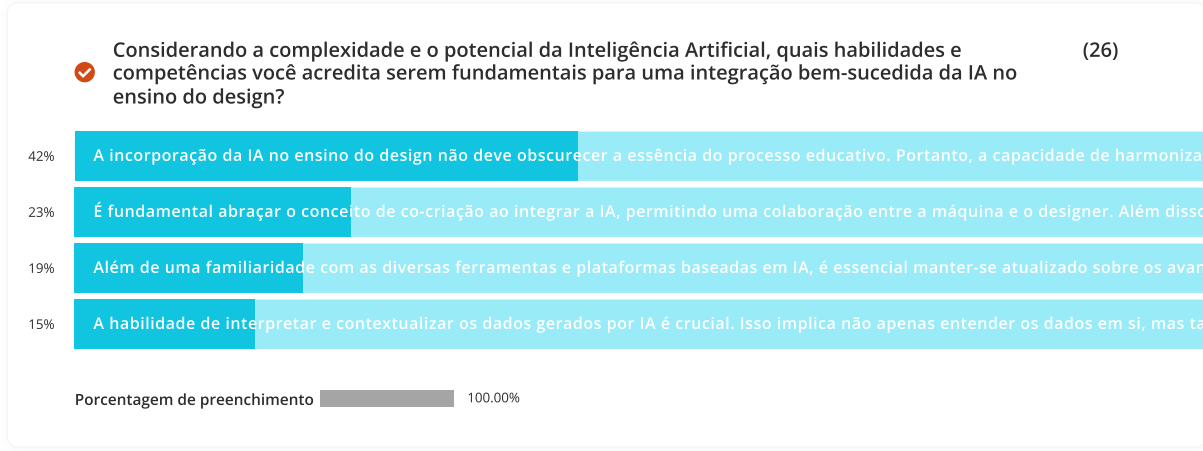 Considerando a complexidade e o potencial da Inteligência Artificial, quais habilidades e (26)
competências você acredita serem fundamentais para uma integração bem-sucedida da IA no
ensino do design?
42% A incorporação da IA no ensino do design não deve obscurecer a essência do processo educativo. Portanto, a capacidade de harmoniza
23% É fundamental abraçar o conceito de co-criação ao integrar a IA, permitindo uma colaboração entre a máquina e o designer. Além disso
19% Além de uma familiaridade com as diversas ferramentas e plataformas baseadas em IA, é essencial manter-se atualizado sobre os avan
15% A habilidade de interpretar e contextualizar os dados gerados por IA é crucial. Isso implica não apenas entender os dados em si, mas ta
Porcentagem de preenchimento 100.00%